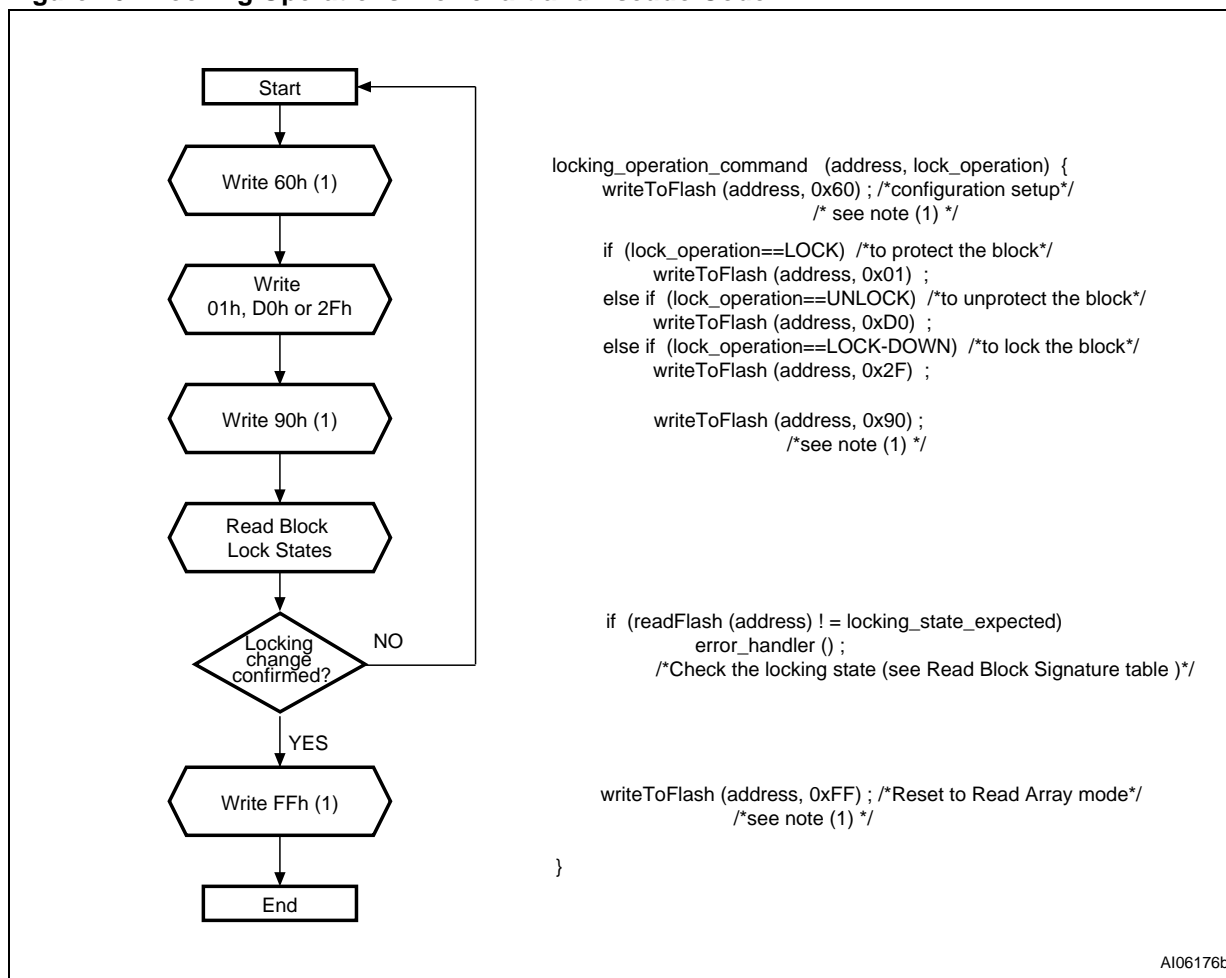 Start
Write 60h (1)
Write
01h, D0h or 2Fh
Write 90h (1)
Read Block
Lock States
Locking
change
confirmed?
NO
YES
Write FFh (1)
End
locking_operation_command (address, lock_operation) {
writeToFlash (address, 0x60) ; /*configuration setup*/
/* see note (1) */
if (lock_operation==LOCK) /*to protect the block*/
writeToFlash (address, 0x01) ;
else if (lock_operation==UNLOCK) /*to unprotect the block*/
writeToFlash (address, 0xD0) ;
else if (lock_operation==LOCK-DOWN) /*to lock the block*/
writeToFlash (address, 0x2F) ;
writeToFlash (address, 0x90) ;
/*see note (1) */
if (readFlash (address) ! = locking_state_expected)
error_handler () ;
/*Check the locking state (see Read Block Signature table )*/
writeToFlash (address, 0xFF) ; /*Reset to Read Array mode*/
/*see note (1) */
}
AI06176b